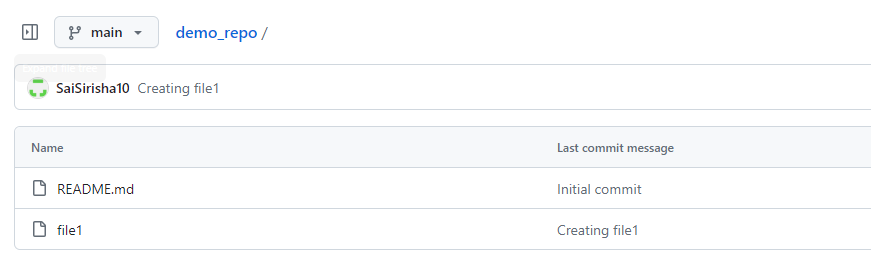 main
demo_repo /
SaiSirisha10 Creating file1
Name Last commit message
README.md Initial commit
file1 Creating file1